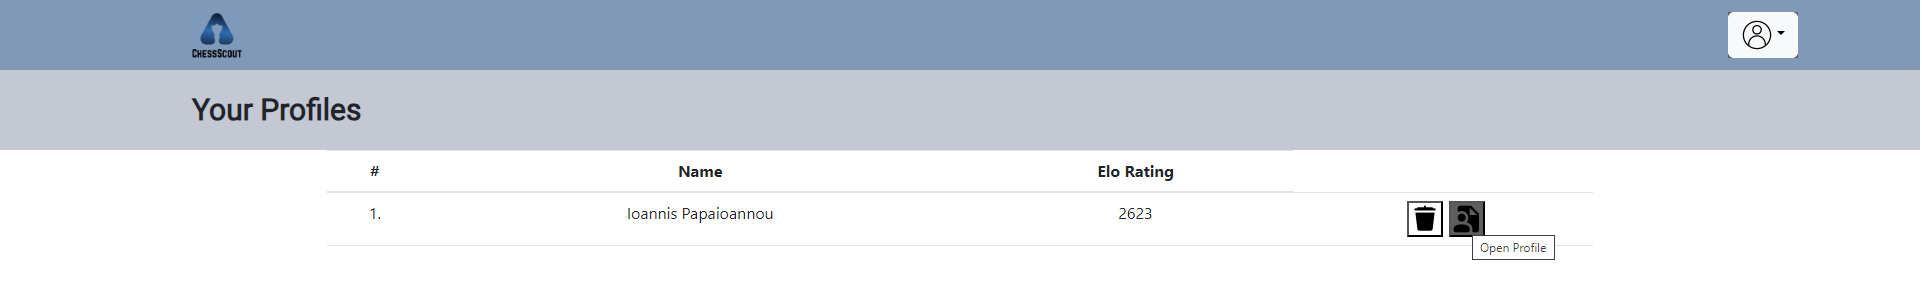 ChessScout
Your Profiles
# Name Elo Rating
1. Ioannis Papaioannou 2623
Open Profile